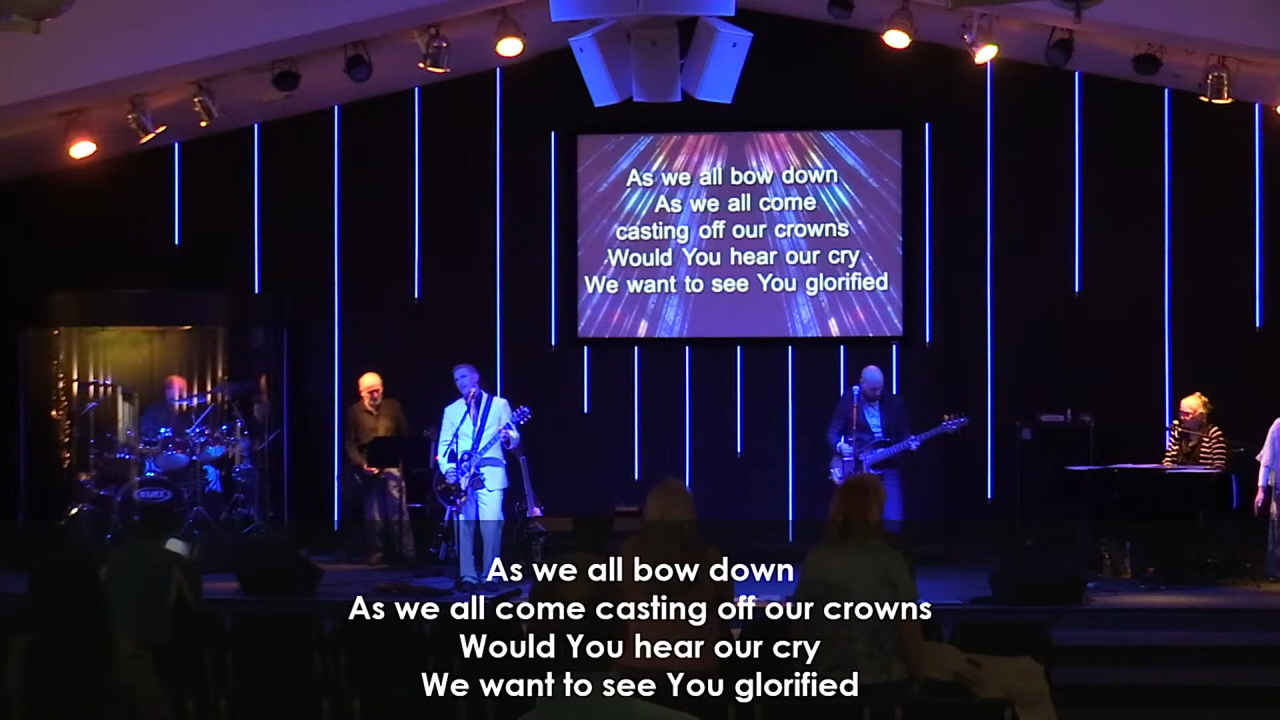 As we all bow down
As we all come
casting off our crowns
Would You hear our cry
We want to see You glorified
As we all bow down
As we all come casting off our crowns
Would You hear our cry
We want to see You glorified